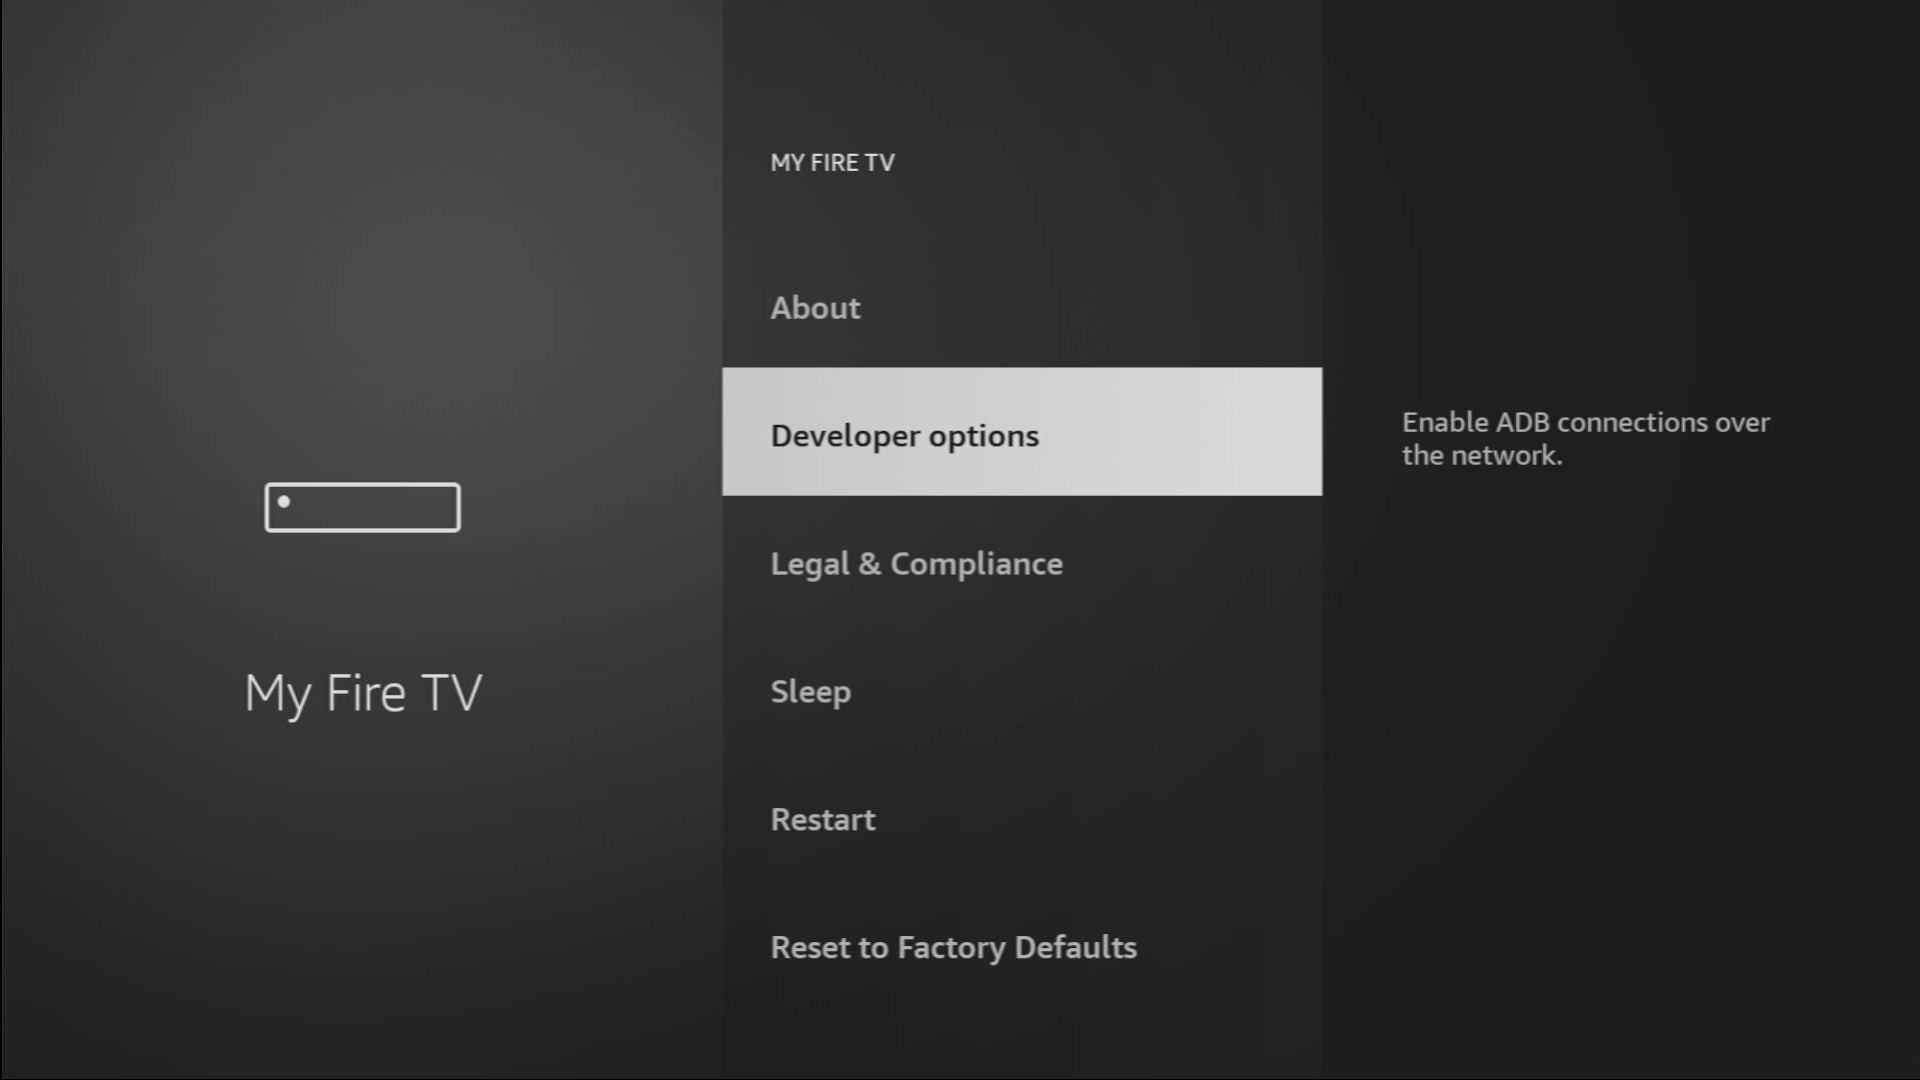 MY FIRE TV
About
Developer options
Enable ADB connections over
the network.
Legal & Compliance
My Fire TV
Sleep
Restart
Reset to Factory Defaults